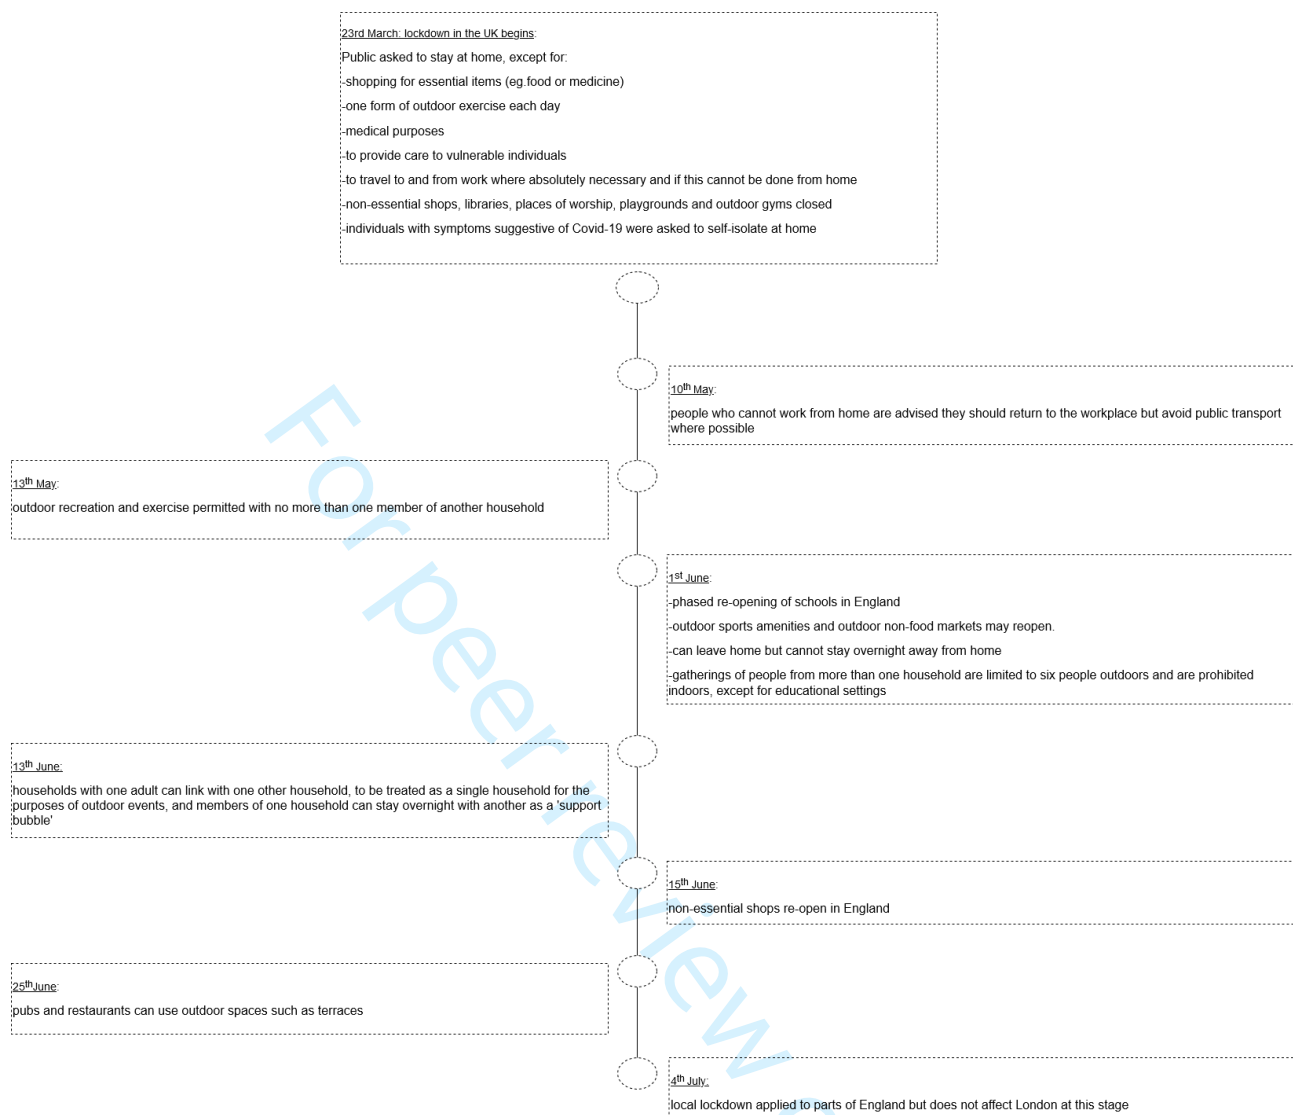 23rd March: lockdown in the UK begins:
Public asked to stay at home, except for:
-shopping for essential items (eg.food or medicine)
-one form of outdoor exercise each day
-medical purposes
-to provide care to vulnerable individuals
-to travel to and from work where absolutely necessary and if this cannot be done from home
-non-essential shops, libraries, places of worship, playgrounds and outdoor gyms closed
-individuals with symptoms suggestive of Covid-19 were asked to self-isolate at home
10th May:
people who cannot work from home are advised they should return to the workplace but avoid public transport
where possible
13th May:
outdoor recreation and exercise permitted with no more than one member of another household
1st June:
-phased re-opening of schools in England
-outdoor sports amenities and outdoor non-food markets may reopen.
-can leave home but cannot stay overnight away from home
-gatherings of people from more than one household are limited to six people outdoors and are prohibited
indoors, except for educational settings
13th June:
households with one adult can link with one other household, to be treated as a single household for the
purposes of outdoor events, and members of one household can stay overnight with another as a 'support
bubble'
15th June:
non-essential shops re-open in England
25thJune:
pubs and restaurants can use outdoor spaces such as terraces
4th July:
local lockdown applied to parts of England but does not affect London at this stage
For peer review